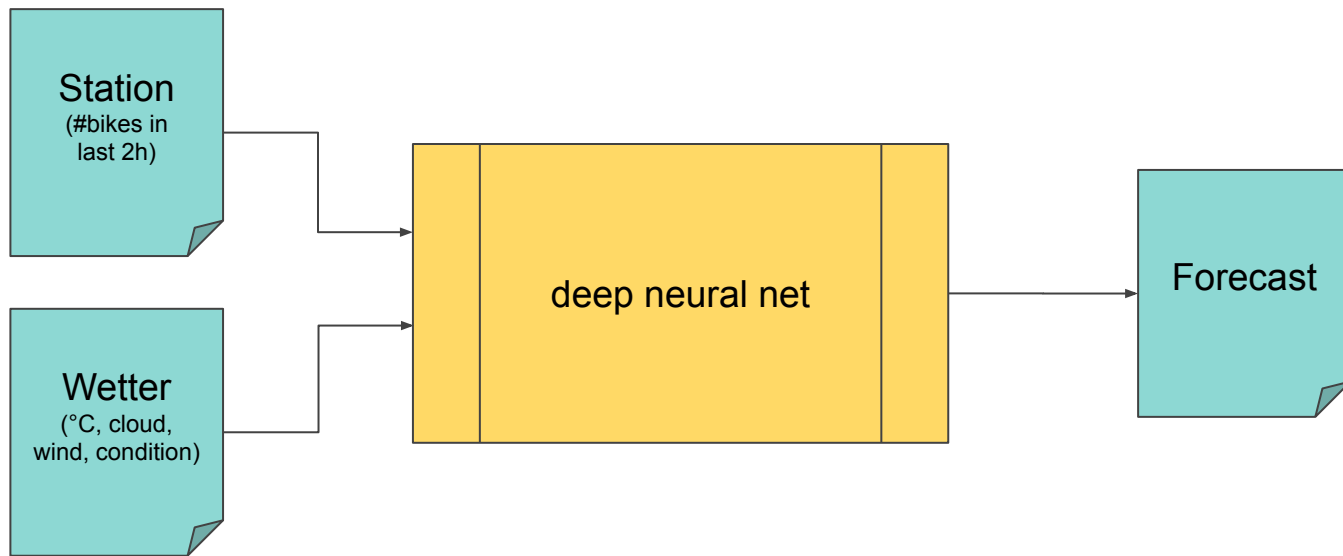 Station
(#bikes in
last 2h)
Wetter
(°C, cloud,
wind, condition)
deep neural net
Forecast